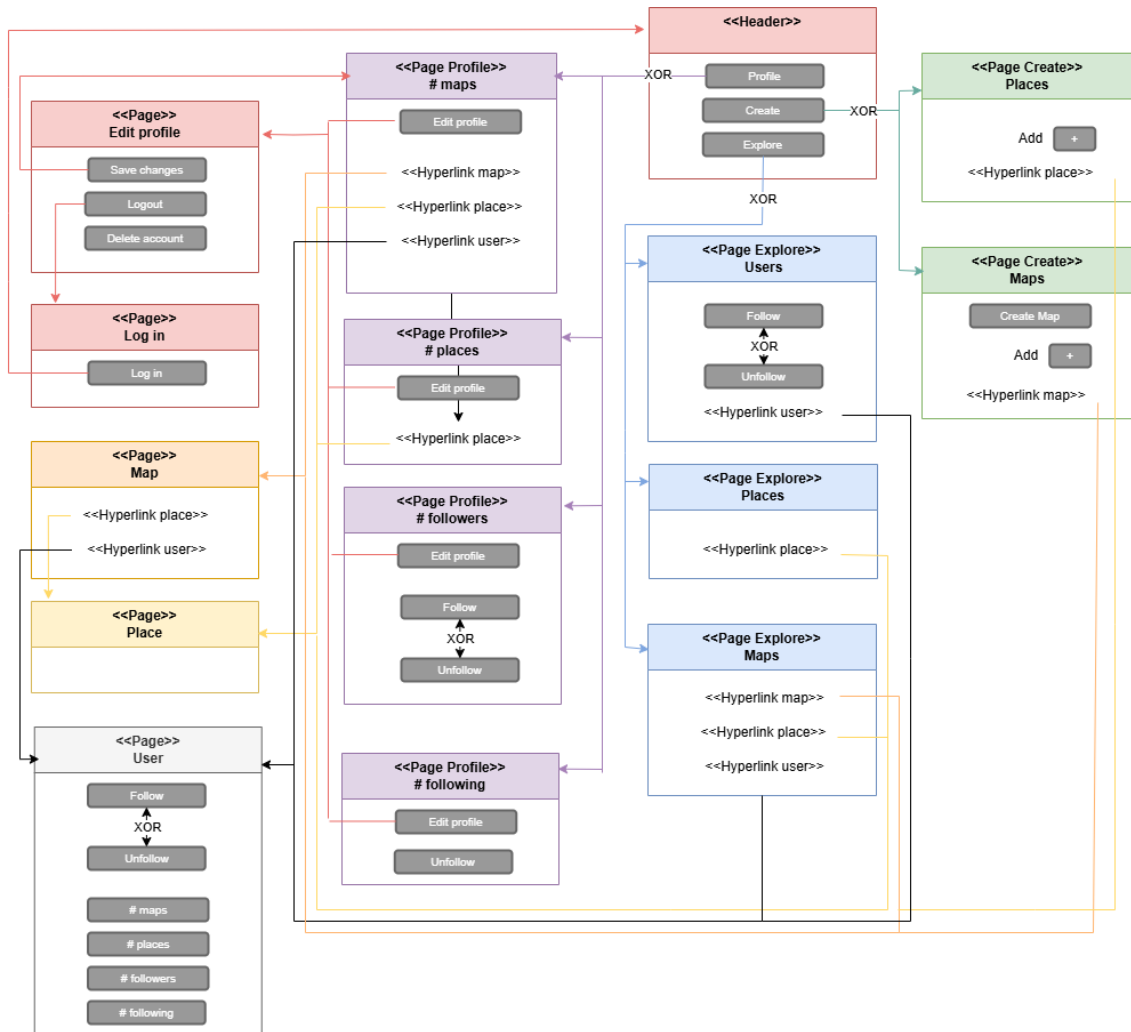 <<Header>>
XOR
Profile
Create
XOR
Explore
XOR
<<Page Profile>>
# maps
Edit profile
<<Hyperlink map>>
<<Hyperlink place>>
<<Hyperlink user>>
<<Page Create>>
Places
Add
+
<<Hyperlink place>>
<<Page>>
Edit profile
Save changes
Logout
Delete account
<<Page Explore>>
Users
Follow
XOR
Unfollow
<<Hyperlink user>>
<<Page Create>>
Maps
Create Map
Add
+
<<Hyperlink map>>
<<Page>>
Log in
Log in
<<Page Profile>>
# places
Edit profile
<<Hyperlink place>>
<<Page>>
Map
<<Hyperlink place>>
<<Hyperlink user>>
<<Page Profile>>
# followers
Edit profile
Follow
XOR
Unfollow
<<Page Explore>>
Places
<<Hyperlink place>>
<<Page>>
Place
<<Page Explore>>
Maps
<<Hyperlink map>>
<<Hyperlink place>>
<<Hyperlink user>>
<<Page>>
User
Follow
XOR
Unfollow
# maps
# places
# followers
# following
<<Page Profile>>
# following
Edit profile
Unfollow